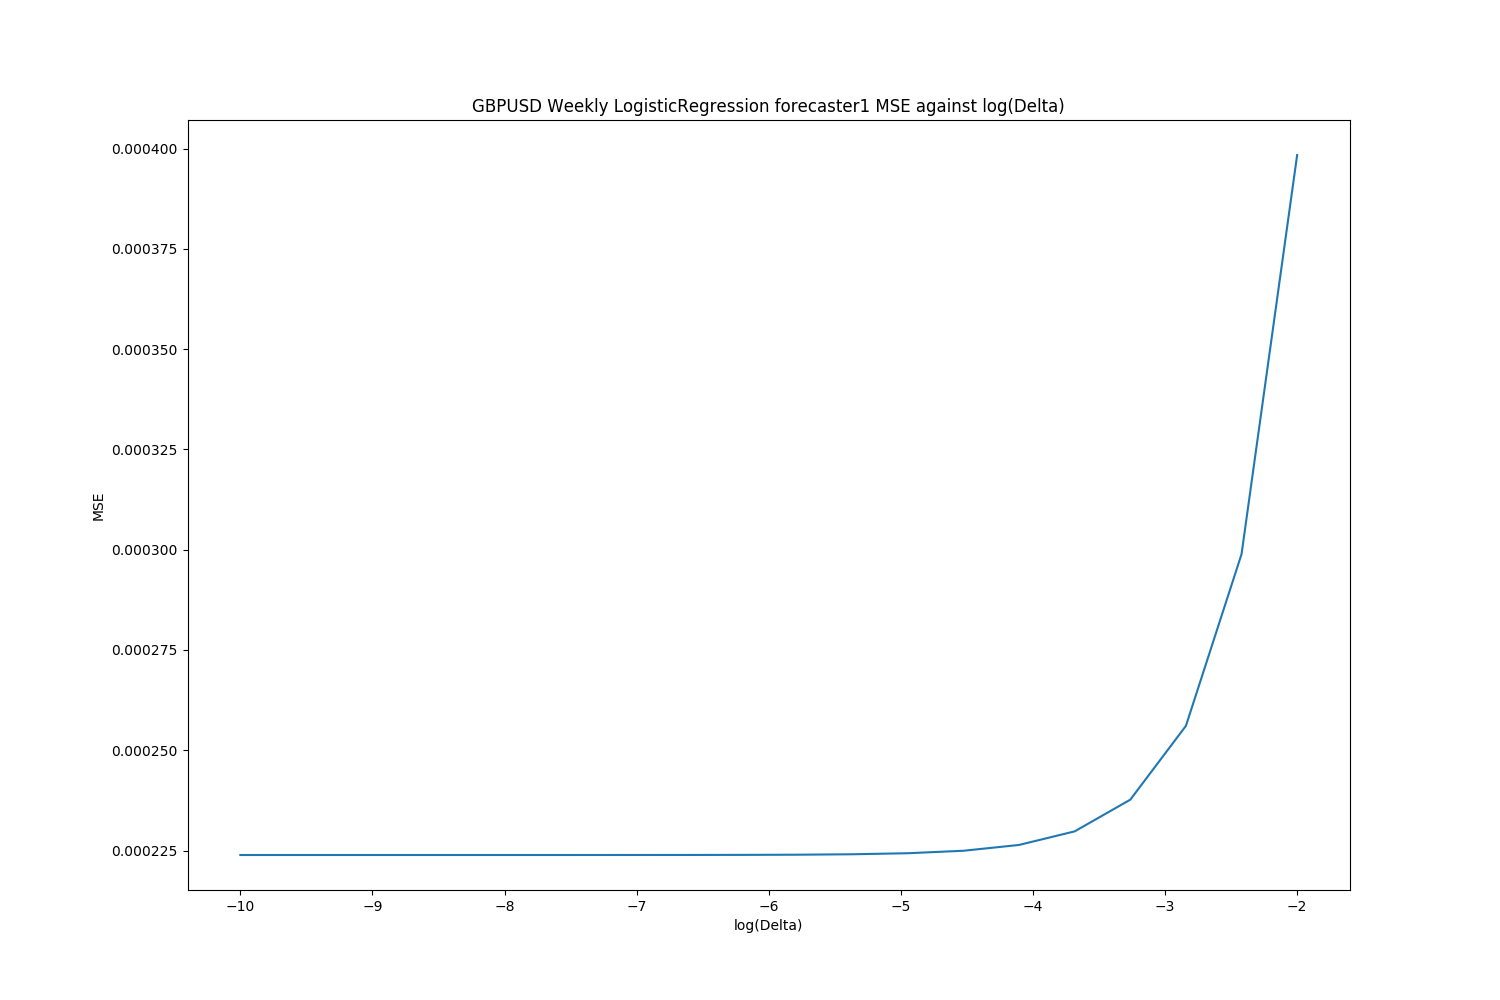 GBPUSD Weekly LogisticRegression forecaster1 MSE against log(Delta)
0.000400
0.000375
0.000350
0.000325
0.000300
0.000275
0.000250
0.000225
MSE
−10 −9 −8 −7 −6 −5 −4 −3 −2
log(Delta)